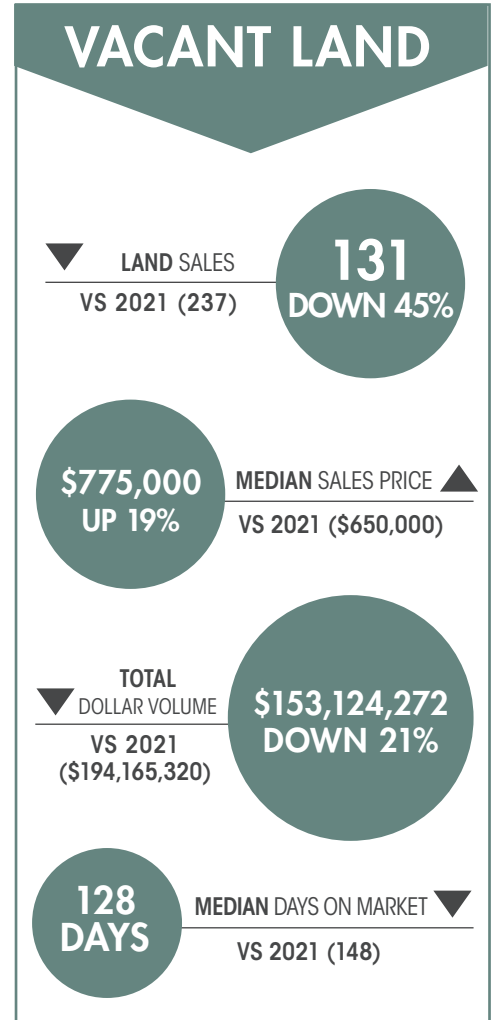 VACANT LAND
LAND SALES
VS 2021 (237)
131
DOWN 45%
$775,000
UP 19%
MEDIAN SALES PRICE
VS 2021 ($650,000)
TOTAL
DOLLAR VOLUME
VS 2021
($194,165,320)
$153,124,272
DOWN 21%
128
DAYS
MEDIAN DAYS ON MARKET
VS 2021 (148)